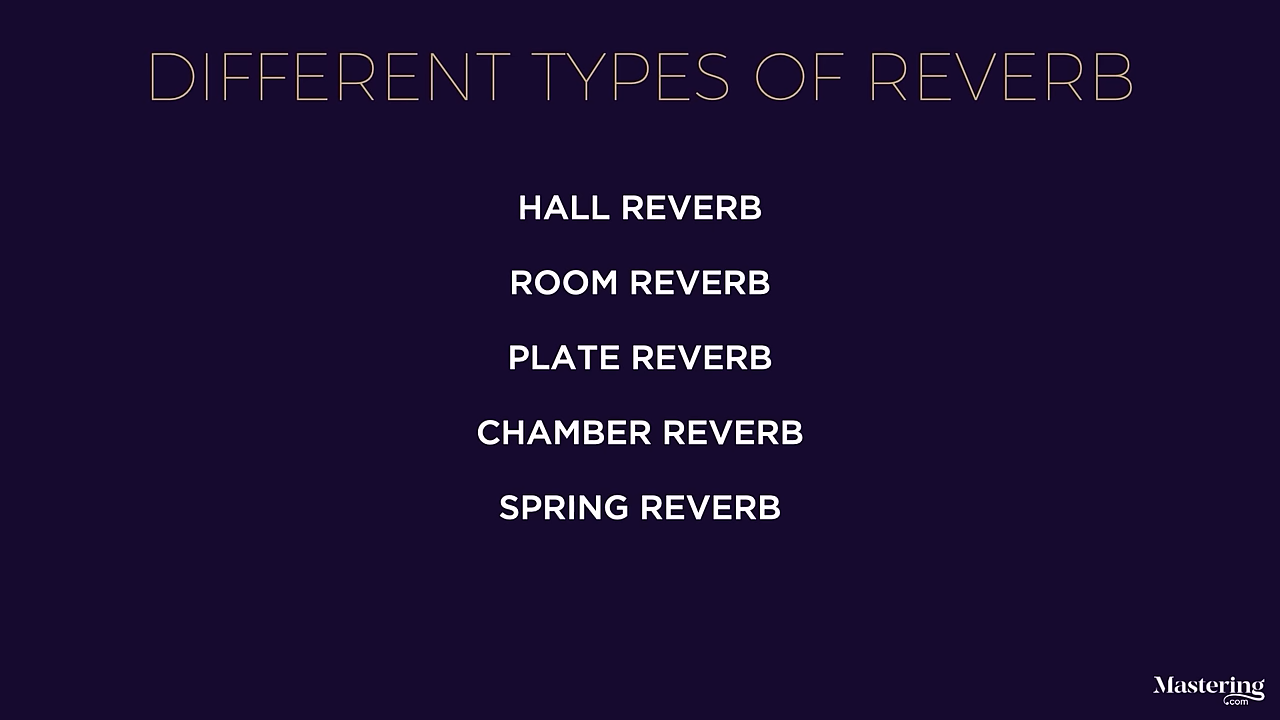 DIFFERENT TYPES OF REVERB
HALL REVERB
ROOM REVERB
PLATE REVERB
CHAMBER REVERB
SPRING REVERB
Mastering
.com